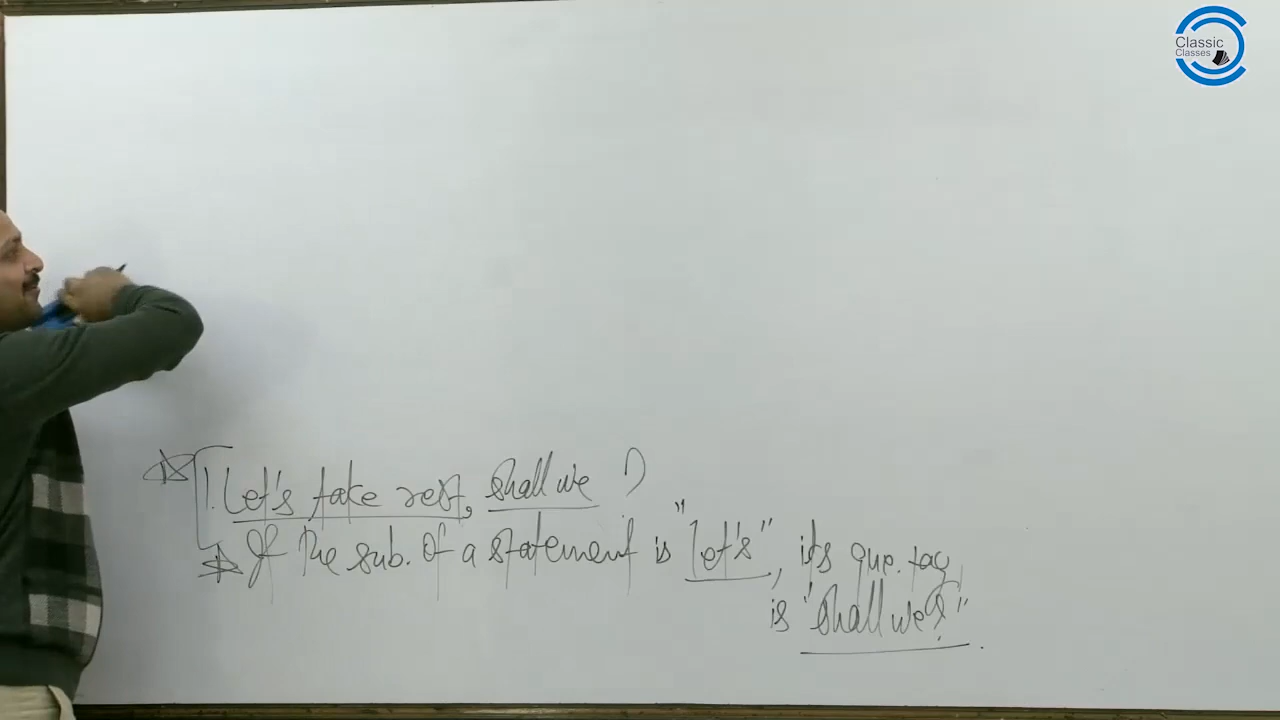 Classic
Classes
1. Let's take rest, shall we ?
If the sub. of a statement is "let's", its que. tag
is "shall we?".